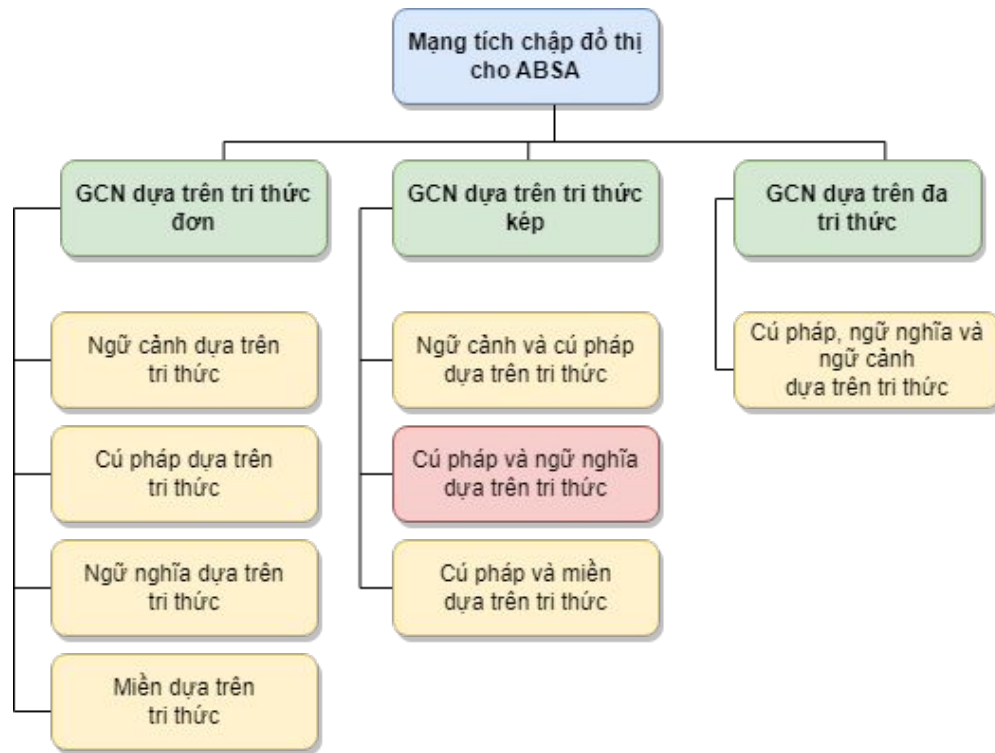 Mạng tích chập đồ thị
cho ABSA
GCN dựa trên tri thức
đơn
GCN dựa trên tri thức
kép
GCN dựa trên đa
tri thức
Ngữ cảnh dựa trên
tri thức
Ngữ cảnh và cú pháp
dựa trên tri thức
Cú pháp, ngữ nghĩa và
ngữ cảnh
dựa trên tri thức
Cú pháp dựa trên
tri thức
Cú pháp và ngữ nghĩa
dựa trên tri thức
Ngữ nghĩa dựa trên
tri thức
Cú pháp và miền
dựa trên tri thức
Miền dựa trên
tri thức